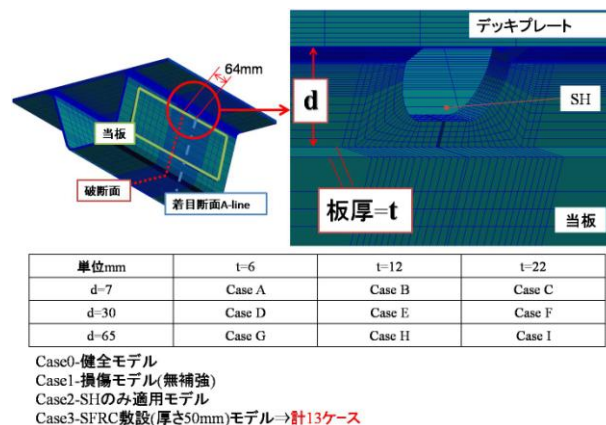 64mm
当板
破断面
着目断面A-line
デッキプレート
d
SH
板厚=t
当板
単位mm t=6 t=12 t=22
d=7 Case A Case B Case C
d=30 Case D Case E Case F
d=65 Case G Case H Case I
Case0-健全モデル
Case1-損傷モデル(無補強)
Case2-SHのみ適用モデル
Case3-SFRC敷設(厚さ50mm)モデル⇒計13ケース